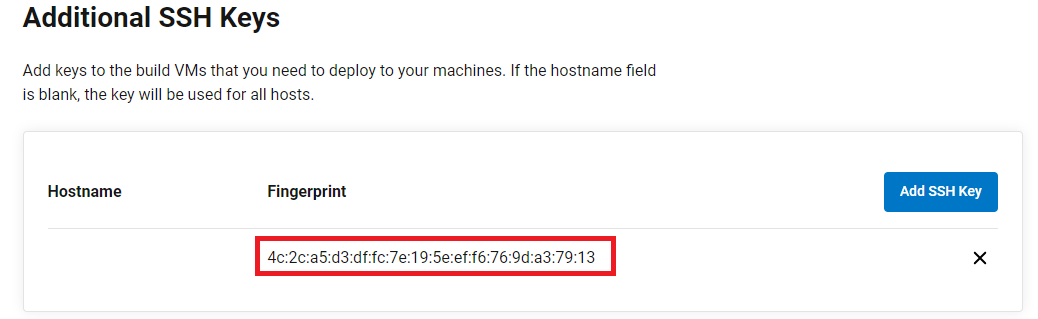 Additional SSH Keys
Add keys to the build VMs that you need to deploy to your machines. If the hostname field
is blank, the key will be used for all hosts.
Hostname Fingerprint Add SSH Key
4c:2c:a5:d3:df:fc:7e:19:5e:ef:f6:76:9d:a3:79:13